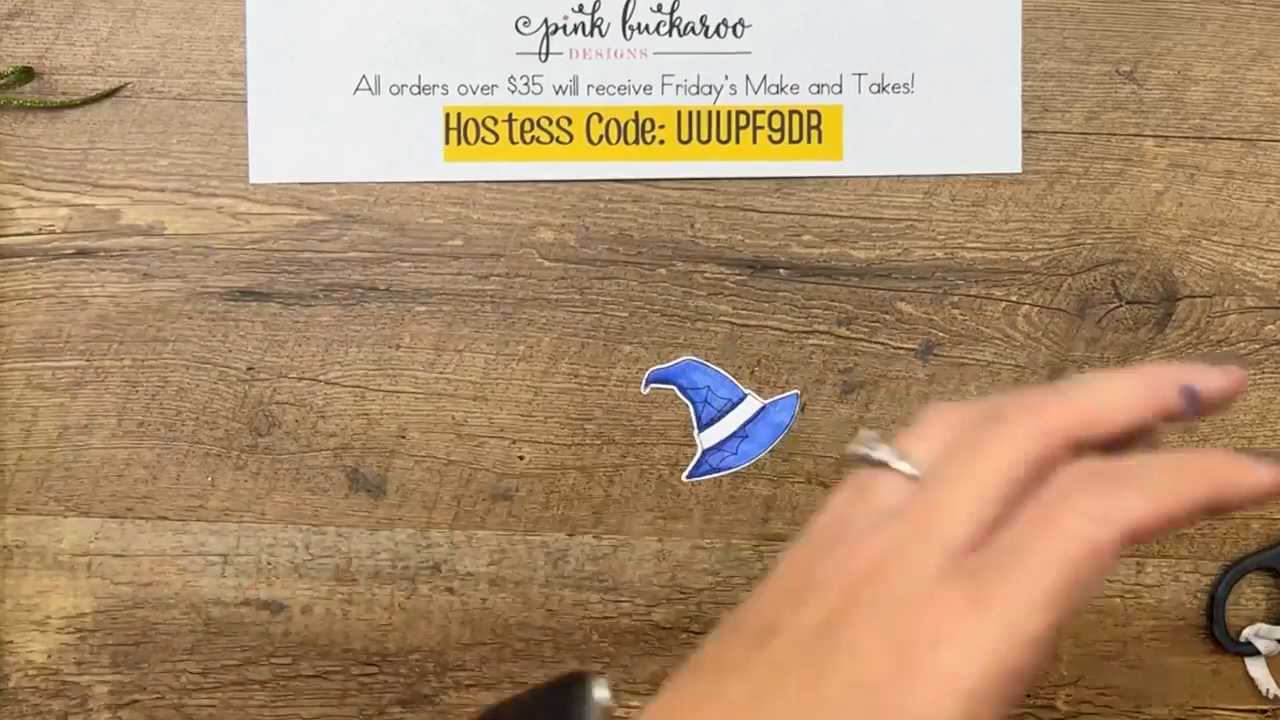 pink buckaroo
DESIGNS
All orders over $35 will receive Friday's Make and Takes!
Hostess Code: UUUPF9DR